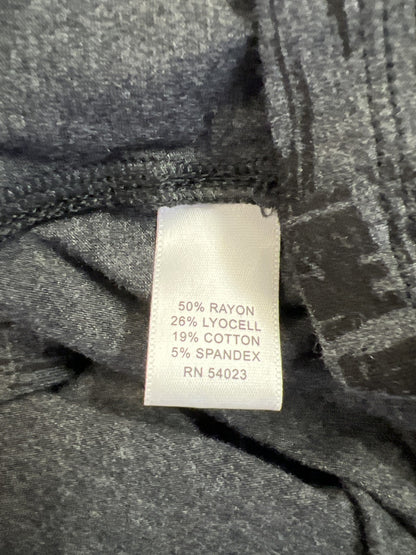 50% RAYON
26% LYOCELL
19% COTTON
5% SPANDEX
RN 54023